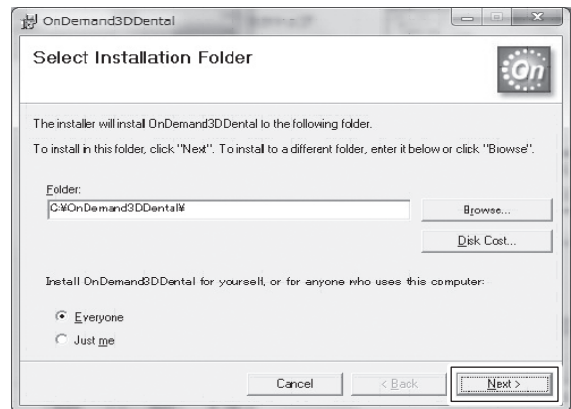 OnDemand3DDental
Select Installation Folder
On
The installer will install OnDemand3DDental to the following folder.
To install in this folder, click "Next". To install to a different folder, enter it below or click "Browse".
Folder:
C:¥OnDemand3DDental¥
Browse...
Disk Cost...
Install OnDemand3DDental for yourself, or for anyone who uses this computer:
Everyone
Just me
Cancel
< Back
Next >